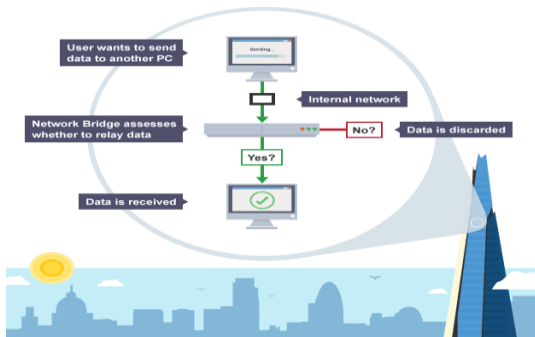 User wants to send
data to another PC
Sending...
Internal network
Network Bridge assesses
whether to relay data
No?
Data is discarded
Yes?
Data is received